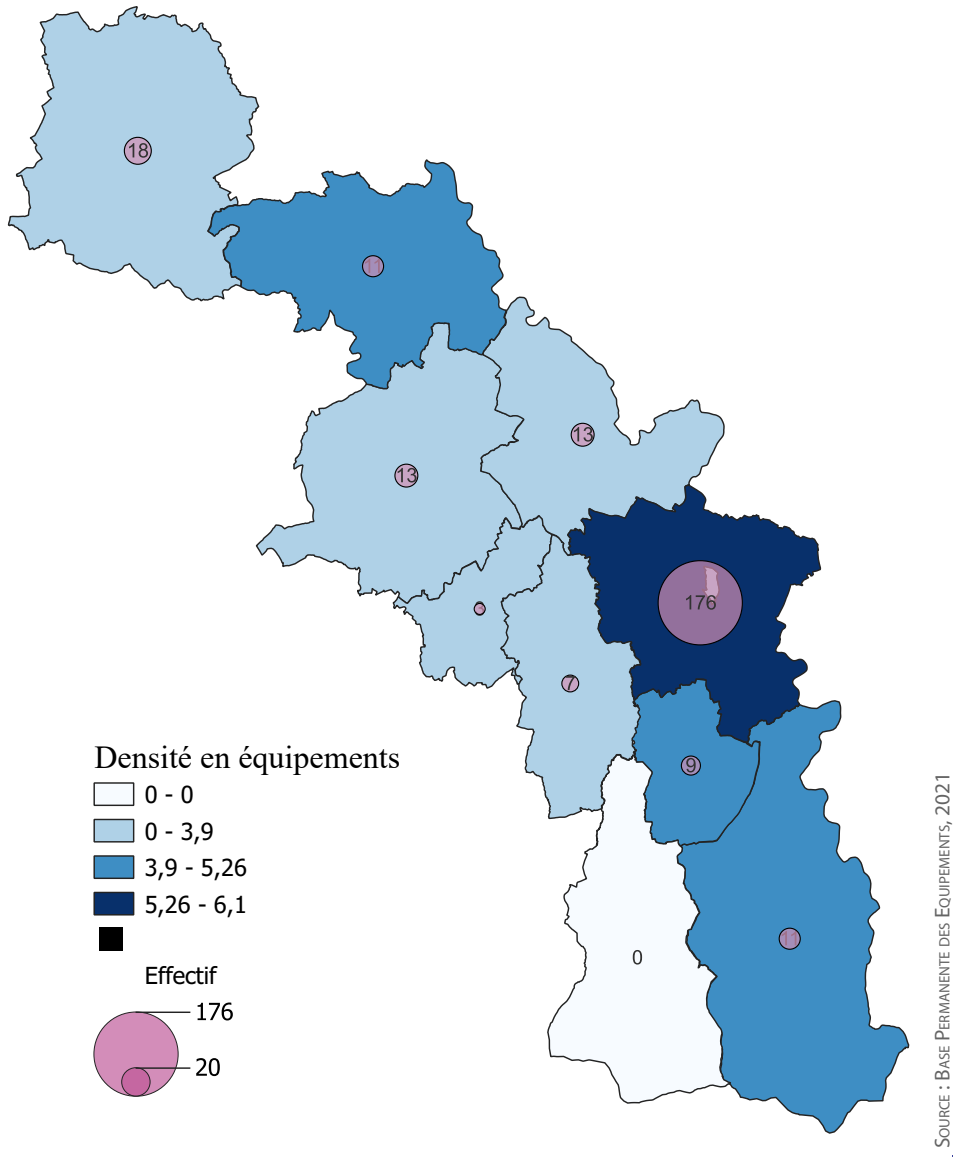 18
11
13
13
176
7
9
11
0
Densité en équipements
0 - 0
0 - 3,9
3,9 - 5,26
5,26 - 6,1
Effectif
176
20
SOURCE : BASE PERMANENTE DES EQUIPEMENTS, 2021